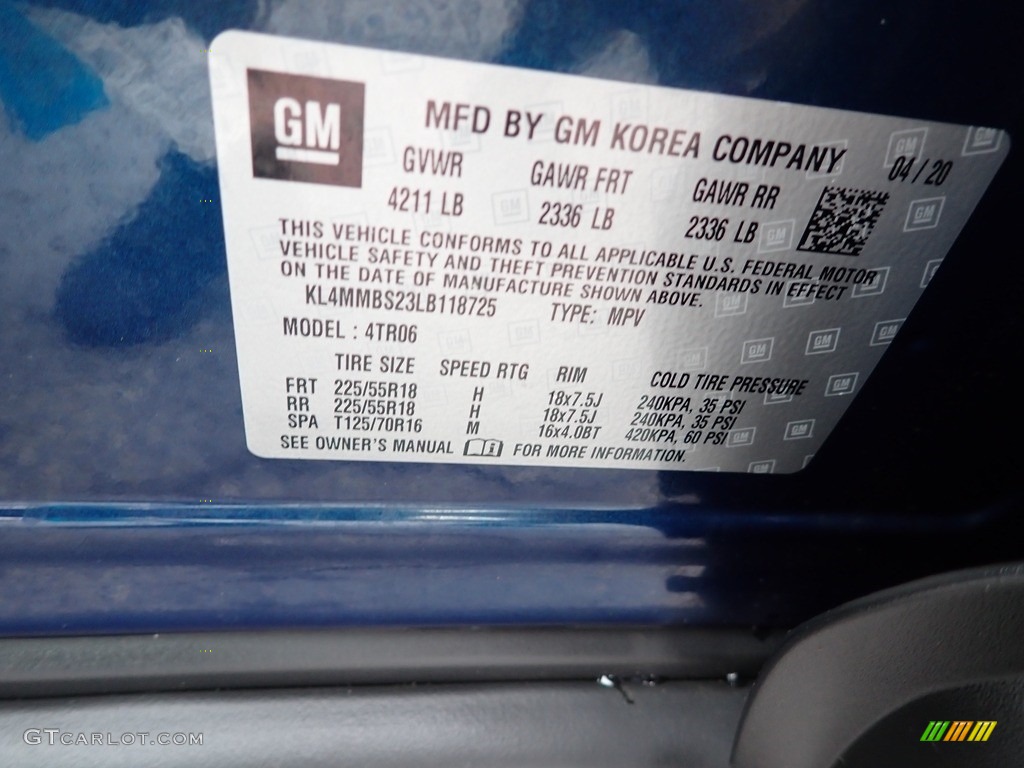 GM
MFD BY GM KOREA COMPANY
04/20
GVWR GAWR FRT GAWR RR
4211 LB 2336 LB 2336 LB
THIS VEHICLE CONFORMS TO ALL APPLICABLE U.S. FEDERAL MOTOR
VEHICLE SAFETY AND THEFT PREVENTION STANDARDS IN EFFECT
ON THE DATE OF MANUFACTURE SHOWN ABOVE.
KL4MMBS23LB118725 TYPE: MPV
MODEL : 4TR06
TIRE SIZE SPEED RTG RIM COLD TIRE PRESSURE
FRT 225/55R18 H 18x7.5J 240KPA, 35 PSI
RR 225/55R18 H 18x7.5J 240KPA, 35 PSI
SPA T125/70R16 M 16x4.0BT 420KPA, 60 PSI
SEE OWNER'S MANUAL FOR MORE INFORMATION.
GTCARLOT.COM